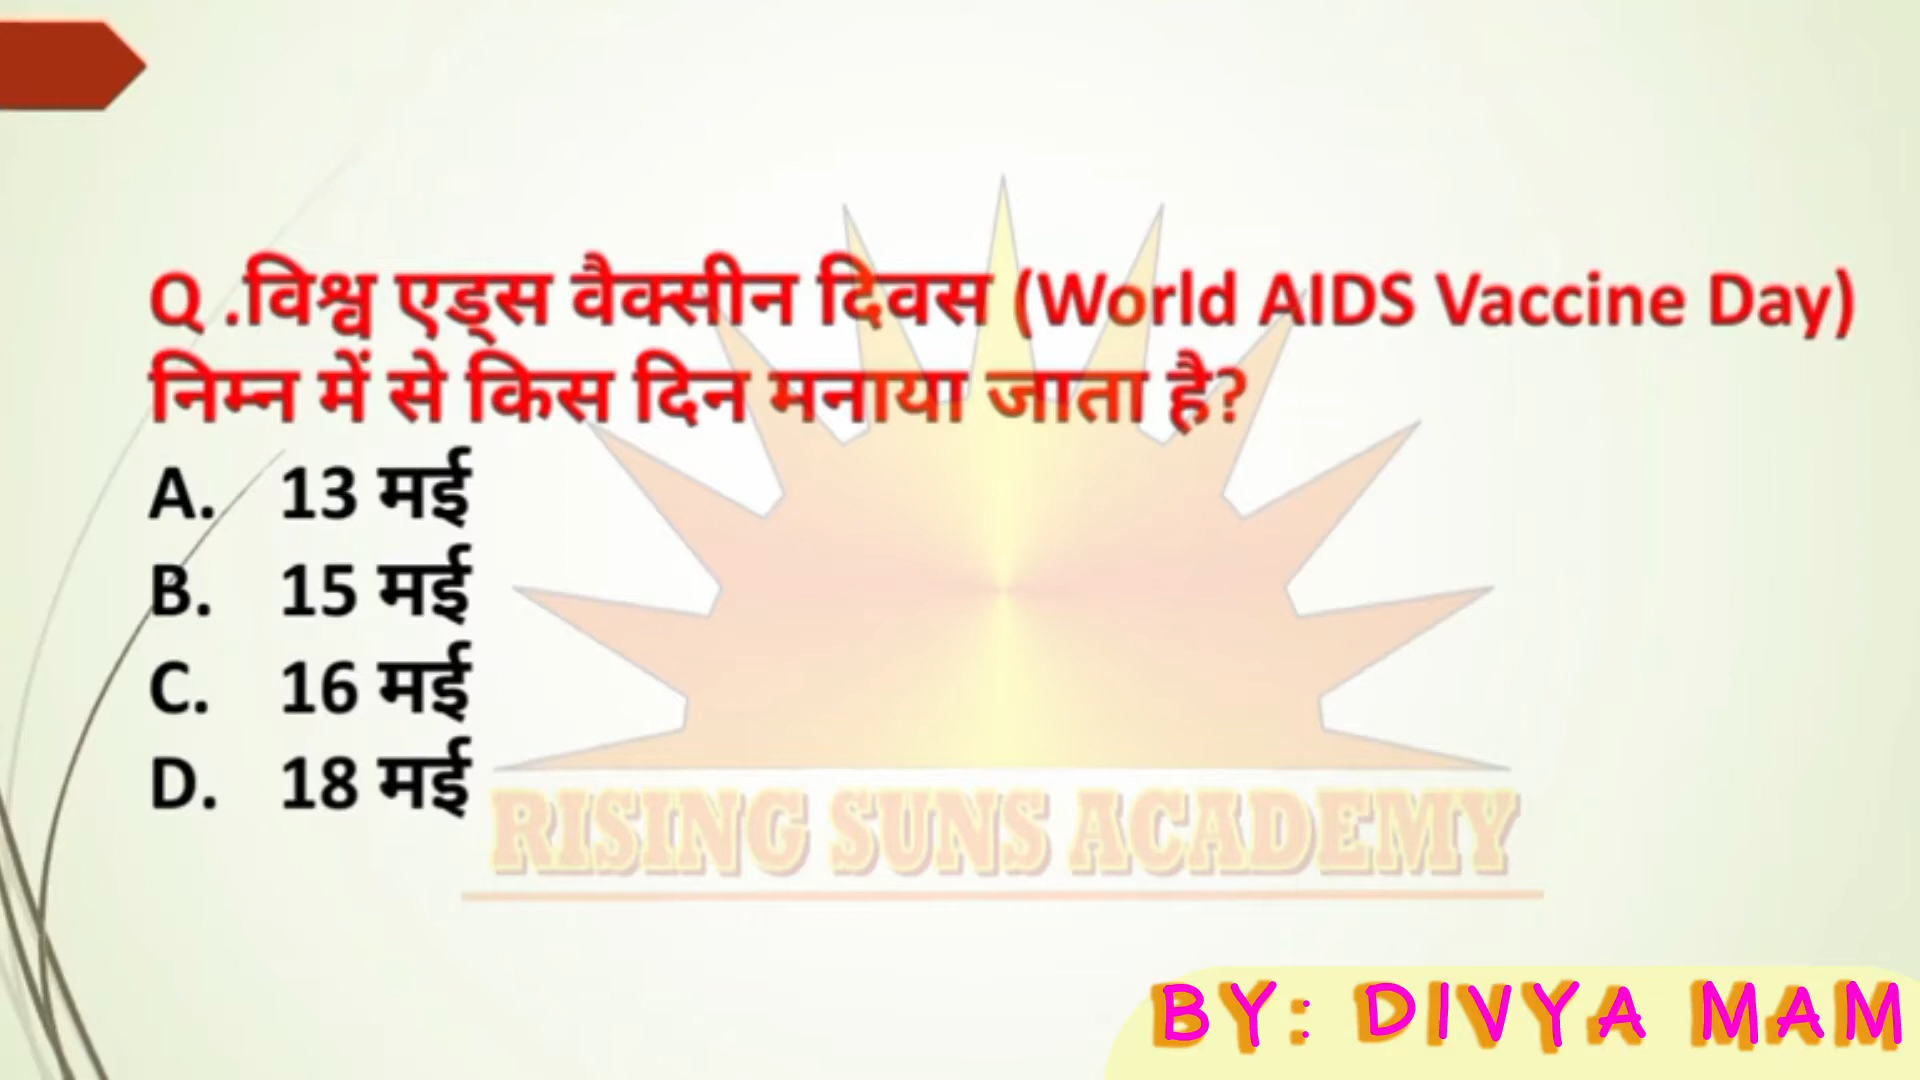 Q .विश्व एड्स वैक्सीन दिवस (World AIDS Vaccine Day)
निम्न में से किस दिन मनाया जाता है?
A. 13 मई
B. 15 मई
C. 16 मई
D. 18 मई
RISING SUNS ACADEMY
BY: DIVYA MAM